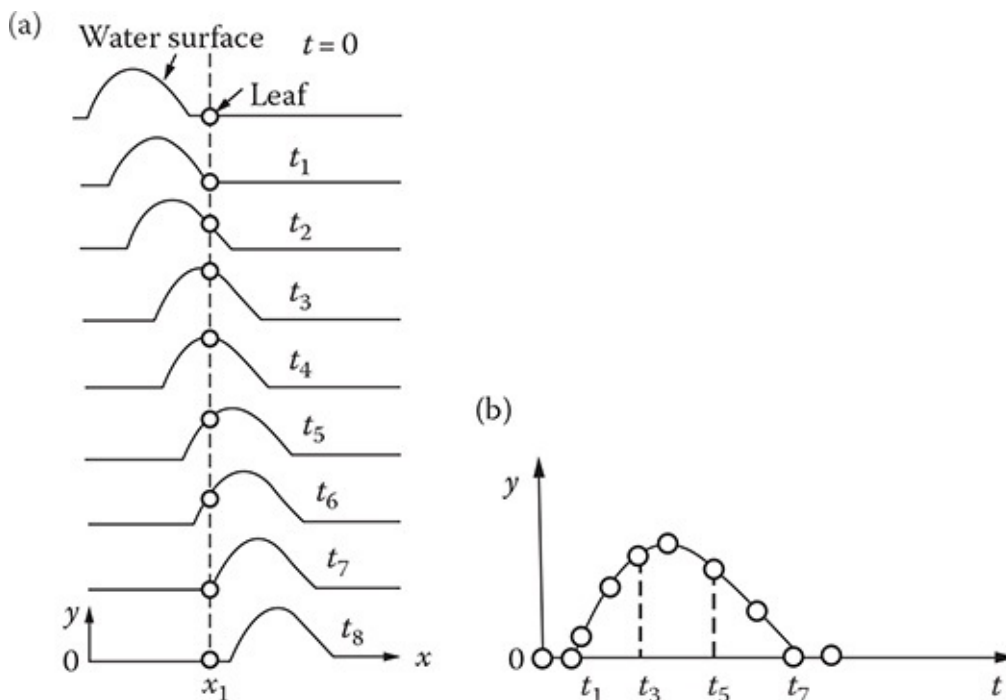 (a)
Water surface
t = 0
Leaf
t₁
t₂
t₃
t₄
t₅
t₆
t₇
t₈
y
0
x₁
x
(b)
y
0
t₁
t₃
t₅
t₇
t